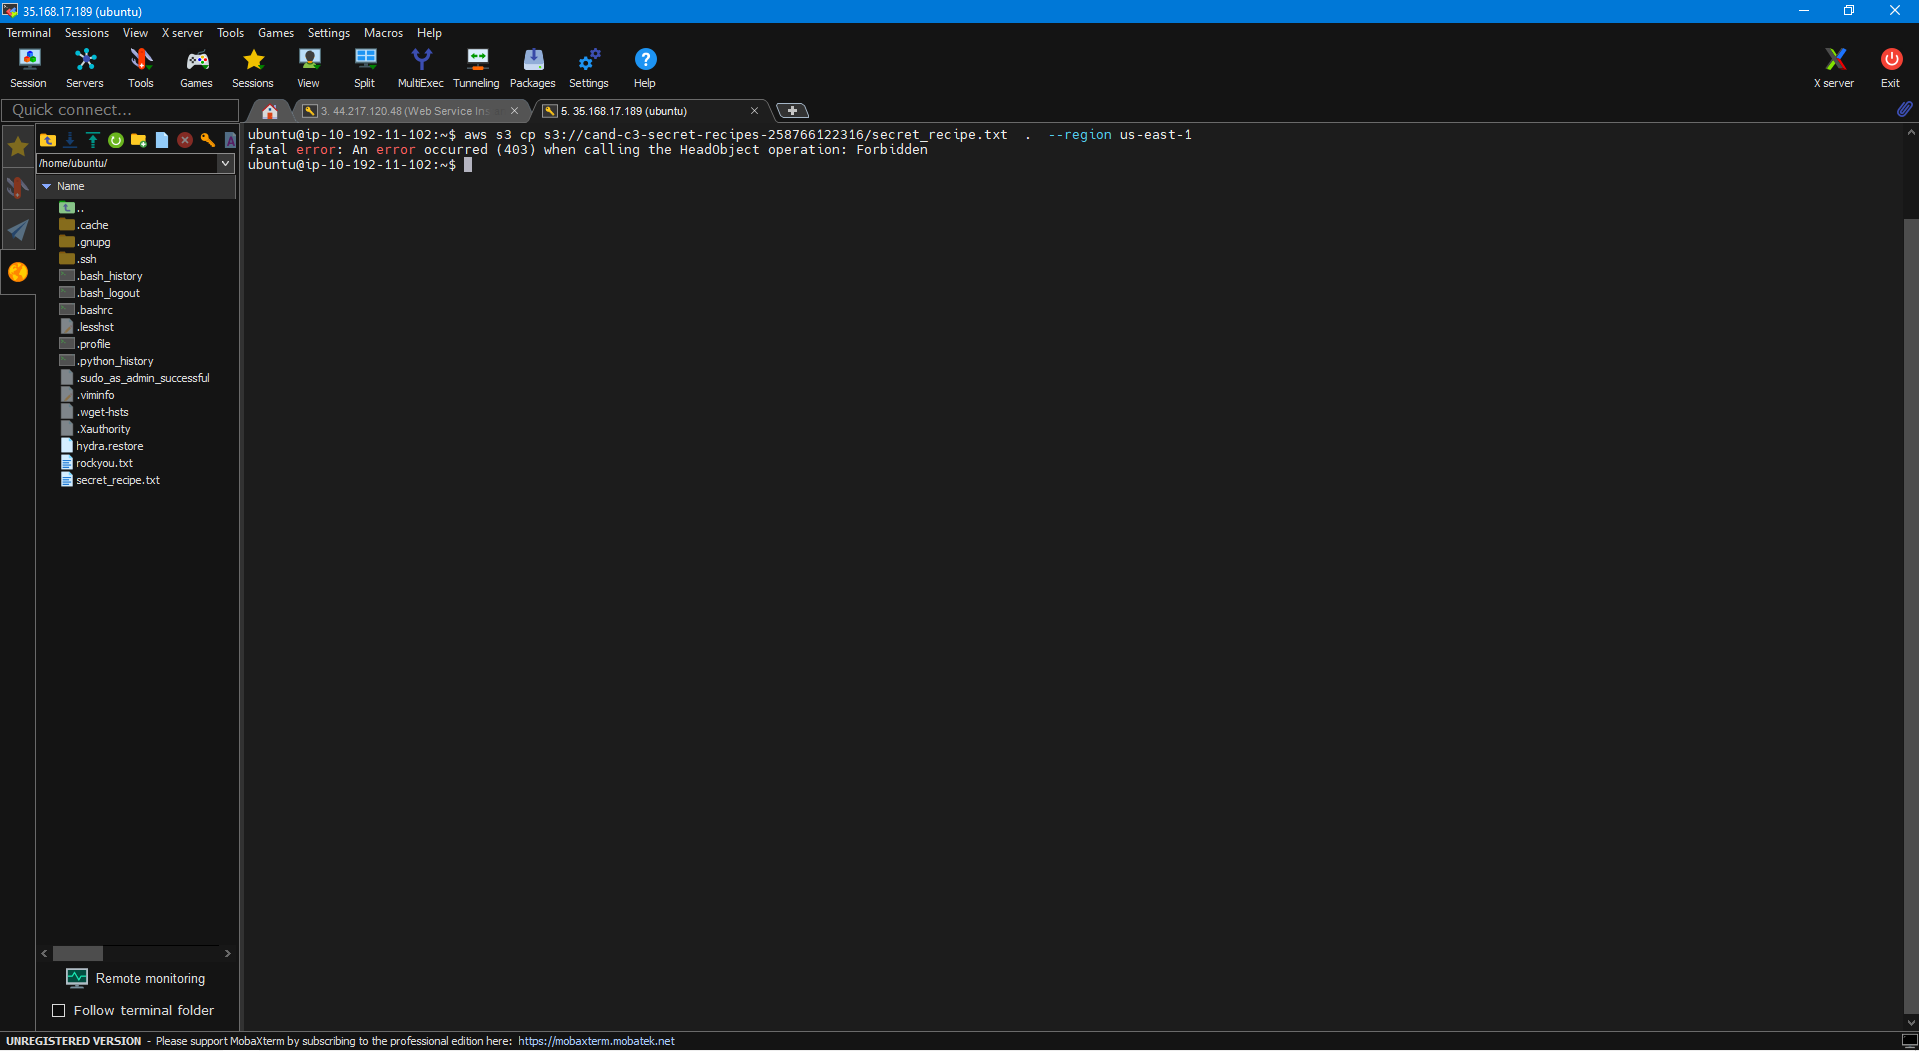 35.168.17.189 (ubuntu)
Terminal Sessions View X server Tools Games Settings Macros Help
Session Servers Tools Games Sessions View Split MultiExec Tunneling Packages Settings Help X server Exit
Quick connect...
3. 44.217.120.48 (Web Service Ins
5. 35.168.17.189 (ubuntu)
/home/ubuntu/
Name
..
.cache
.gnupg
.ssh
.bash_history
.bash_logout
.bashrc
.lesshst
.profile
.python_history
.sudo_as_admin_successful
.viminfo
.wget-hsts
.Xauthority
hydra.restore
rockyou.txt
secret_recipe.txt
ubuntu@ip-10-192-11-102:~$ aws s3 cp s3://cand-c3-secret-recipes-258766122316/secret_recipe.txt  .  --region us-east-1
fatal error: An error occurred (403) when calling the HeadObject operation: Forbidden
ubuntu@ip-10-192-11-102:~$
Remote monitoring
Follow terminal folder
UNREGISTERED VERSION - Please support MobaXterm by subscribing to the professional edition here: https://mobaxterm.mobatek.net